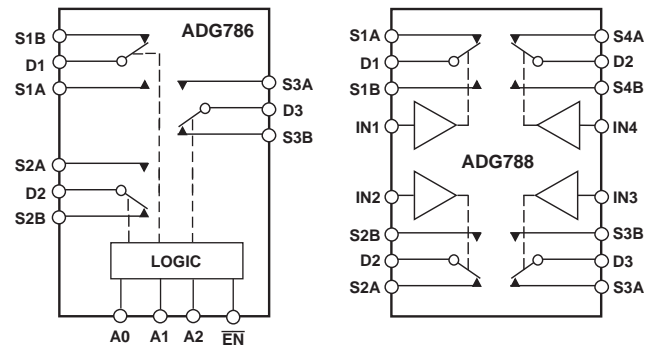 ADG786
S1B
D1
S1A
S3A
D3
S3B
S2A
D2
S2B
LOGIC
A0 A1 A2 EN
ADG788
S1A S4A
D1 D2
S1B S4B
IN1 IN4
IN2 IN3
S2B S3B
D2 D3
S2A S3A